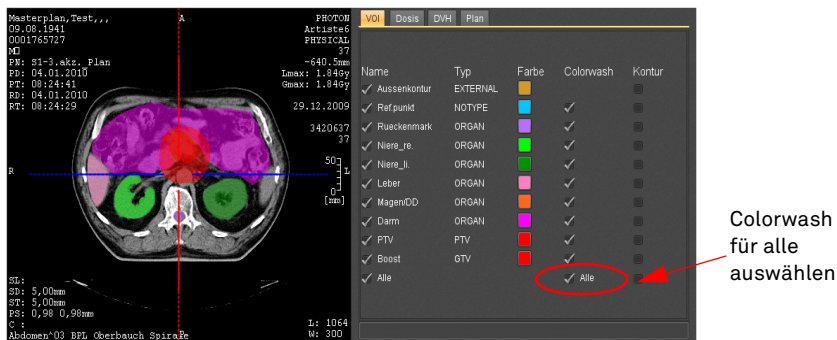 Masterplan,Test,,,
09.08.1941
0001765727
M
PN: S1-3.akz. Plan
PD: 04.01.2010
PT: 08:24:41
RD: 04.01.2010
RT: 08:24:29
A
PHOTON
Artiste6
PHYSICAL
37
-640.5mm
Lmax: 1.84Gy
Gmax: 1.84Gy
29.12.2009
3420637
37
R
50
L
0
[mm]
SL:
SD: 5,00mm
ST: 5,00mm
PS: 0,98 0,98mm
C :
Abdomen^03 BPL Oberbauch Spirale
P
L: 1064
W: 300
VOI Dosis DVH Plan
Name Typ Farbe Colorwash Kontur
Aussenkontur EXTERNAL
Ref.punkt NOTYPE
Rueckenmark ORGAN
Niere_re. ORGAN
Niere_li. ORGAN
Leber ORGAN
Magen/DD ORGAN
Darm ORGAN
PTV PTV
Boost GTV
Alle Alle
Colorwash
für alle
auswählen